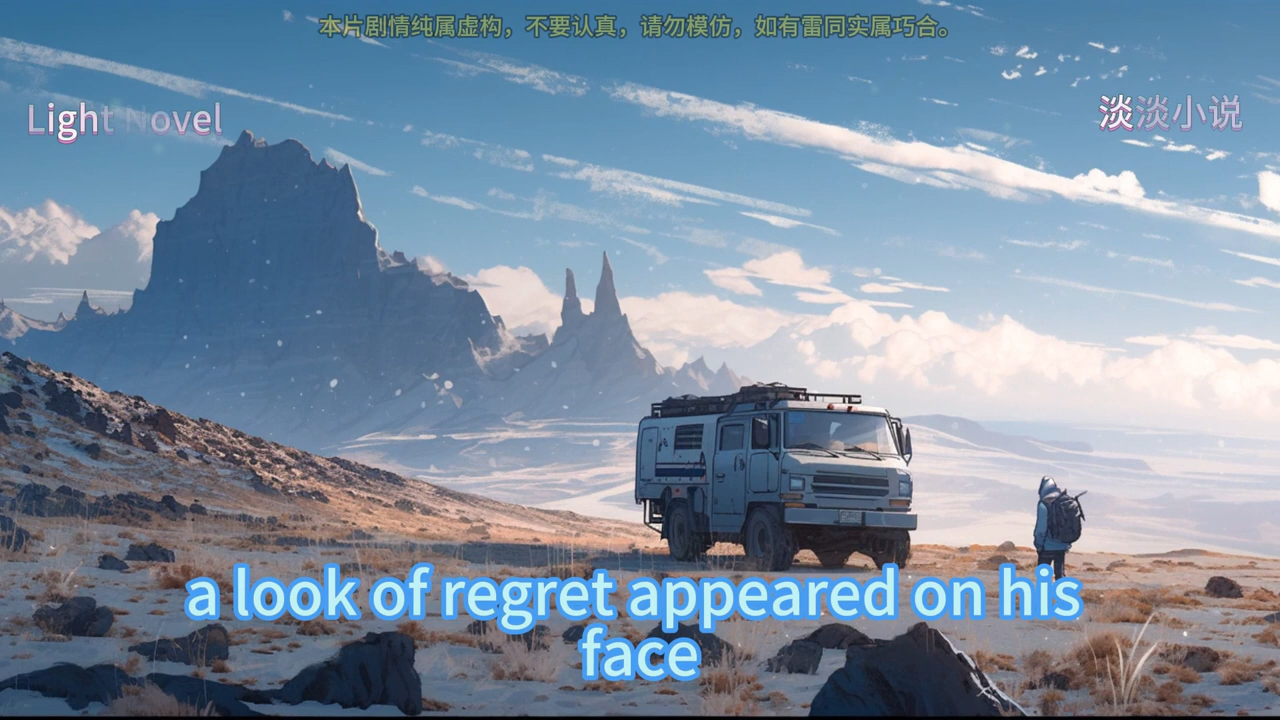 本片剧情纯属虚构，不要认真，请勿模仿，如有雷同实属巧合。
Light Novel
淡淡小说
a look of regret appeared on his
face